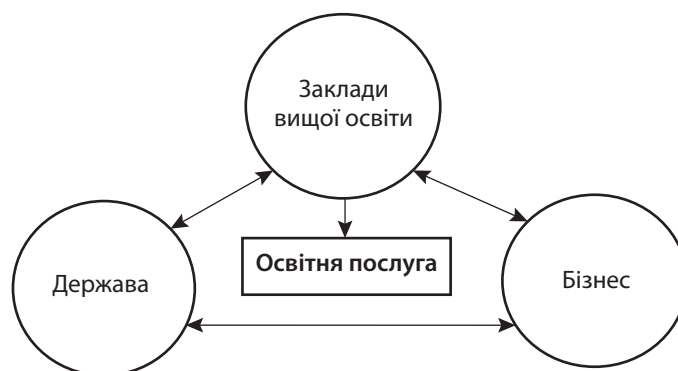 Заклади
вищої освіти
Освітня послуга
Держава
Бізнес